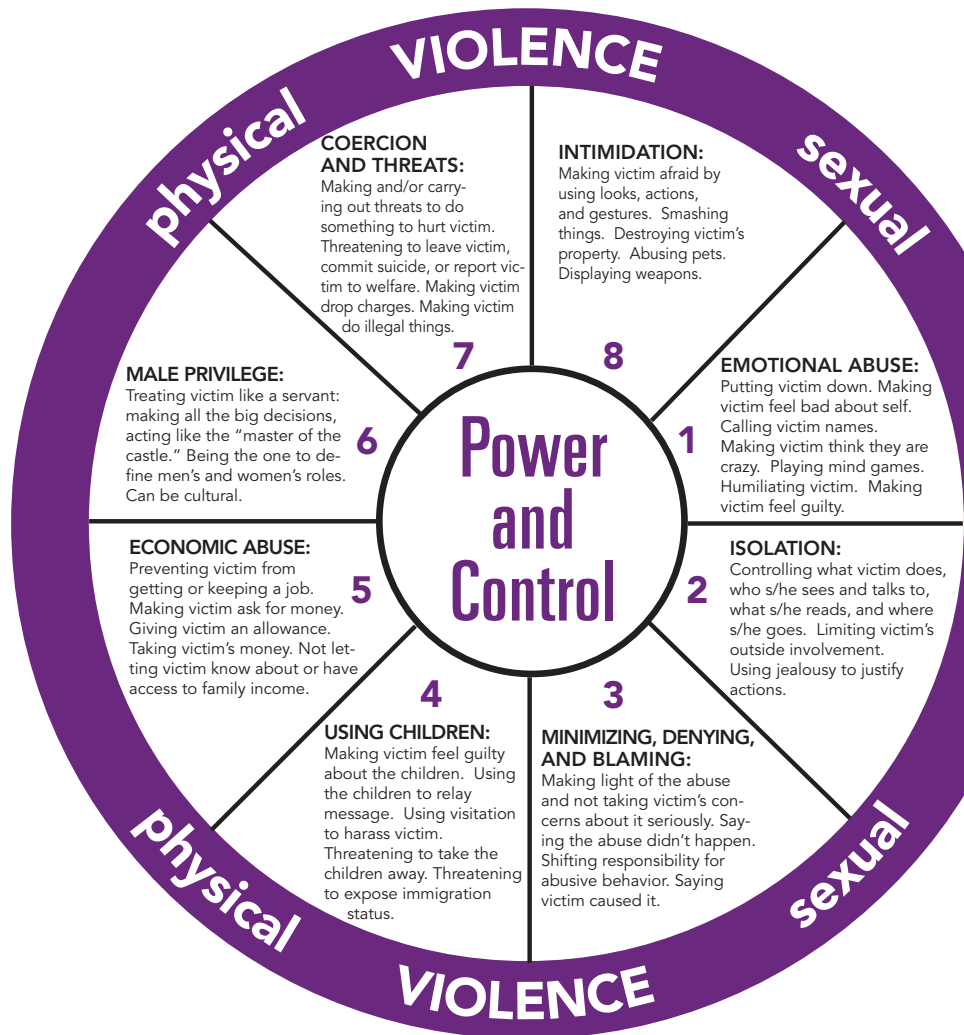 VIOLENCE
physical
sexual
COERCION
AND THREATS:
Making and/or carry-
ing out threats to do
something to hurt victim.
Threatening to leave victim,
commit suicide, or report vic-
tim to welfare. Making victim
drop charges. Making victim
do illegal things.
7
INTIMIDATION:
Making victim afraid by
using looks, actions,
and gestures. Smashing
things. Destroying victim's
property. Abusing pets.
Displaying weapons.
8
EMOTIONAL ABUSE:
Putting victim down. Making
victim feel bad about self.
Calling victim names.
Making victim think they are
crazy. Playing mind games.
Humiliating victim. Making
victim feel guilty.
1
MALE PRIVILEGE:
Treating victim like a servant:
making all the big decisions,
acting like the “master of the
castle.” Being the one to de-
fine men's and women's roles.
Can be cultural.
6
Power
and
Control
ECONOMIC ABUSE:
Preventing victim from
getting or keeping a job.
Making victim ask for money.
Giving victim an allowance.
Taking victim's money. Not let-
ting victim know about or have
access to family income.
5
ISOLATION:
Controlling what victim does,
who s/he sees and talks to,
what s/he reads, and where
s/he goes. Limiting victim's
outside involvement.
Using jealousy to justify
actions.
2
4
USING CHILDREN:
Making victim feel guilty
about the children. Using
the children to relay
message. Using visitation
to harass victim.
Threatening to take the
children away. Threatening
to expose immigration
status.
3
MINIMIZING, DENYING,
AND BLAMING:
Making light of the abuse
and not taking victim's con-
cerns about it seriously. Say-
ing the abuse didn't happen.
Shifting responsibility for
abusive behavior. Saying
victim caused it.
physical
sexual
VIOLENCE